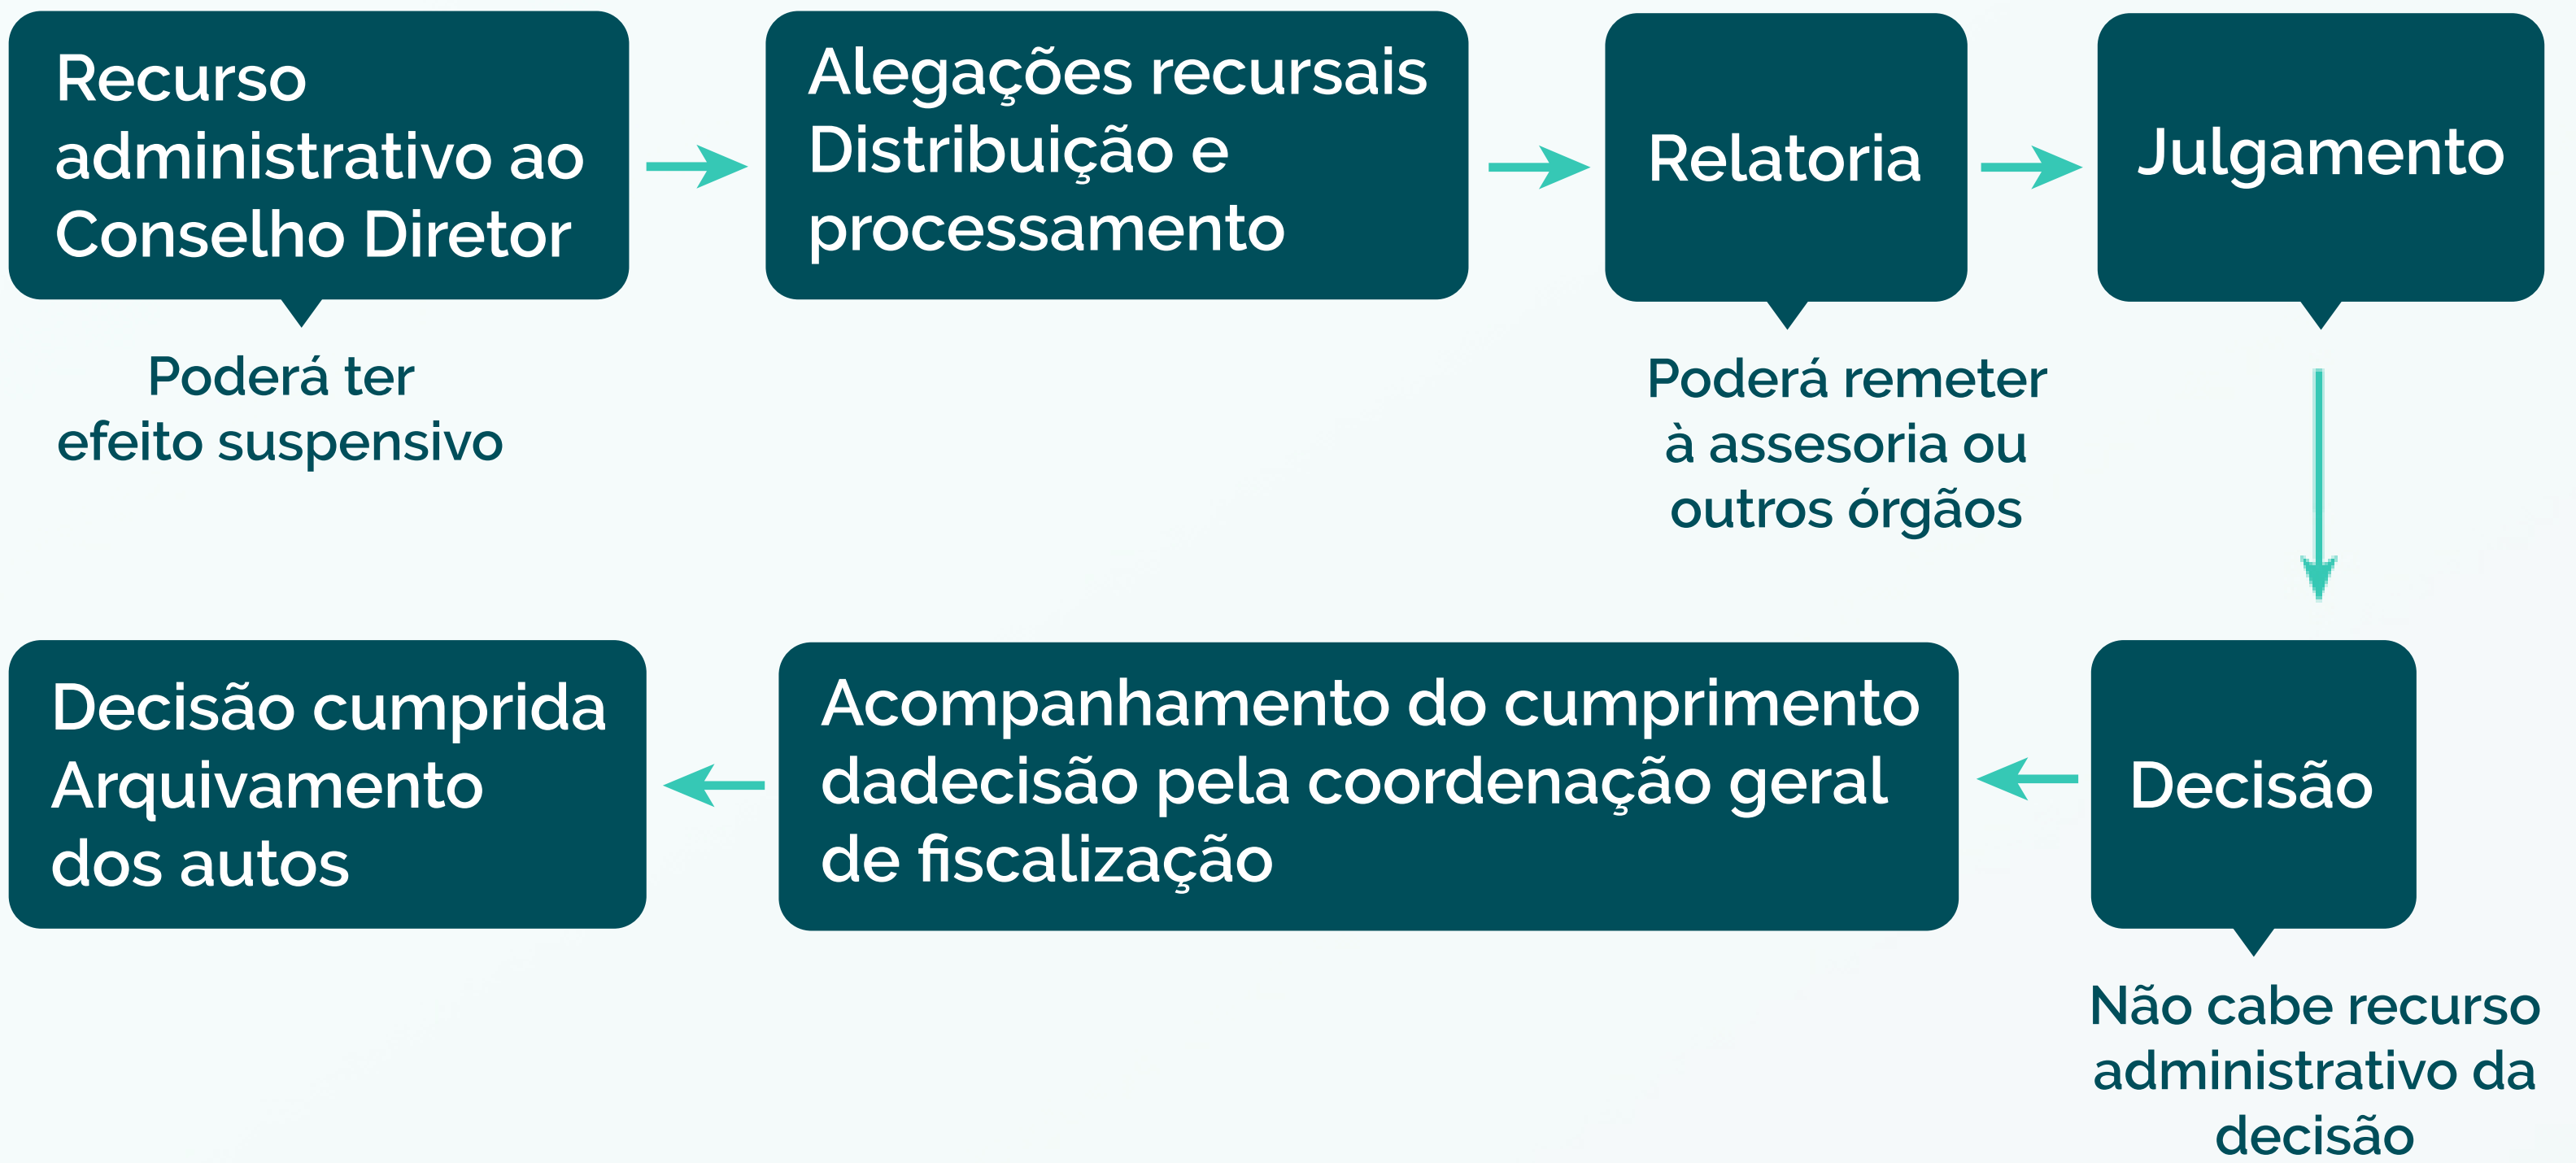 Recurso
administrativo ao
Conselho Diretor
Poderá ter
efeito suspensivo
Alegações recursais
Distribuição e
processamento
Relatoria
Poderá remeter
à assesoria ou
outros órgãos
Julgamento
Decisão
Não cabe recurso
administrativo da
decisão
Acompanhamento do cumprimento
dadecisão pela coordenação geral
de fiscalização
Decisão cumprida
Arquivamento
dos autos